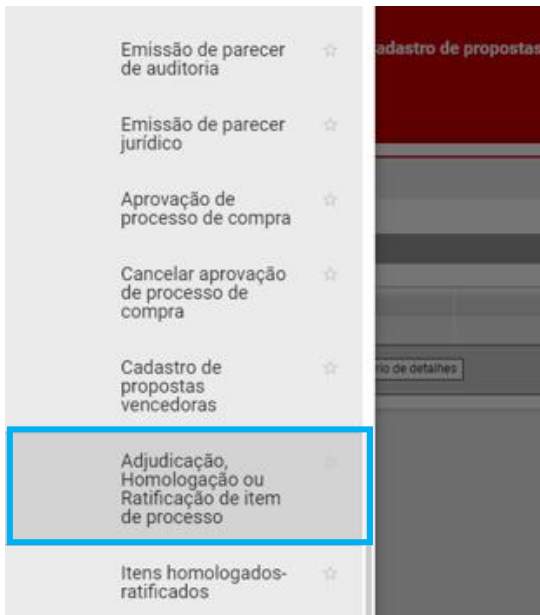 Emissão de parecer
de auditoria
adastro de propostas
Emissão de parecer
jurídico
Aprovação de
processo de compra
Cancelar aprovação
de processo de
compra
Cadastro de
propostas
vencedoras
rio de detalhes
Adjudicação,
Homologação ou
Ratificação de item
de processo
Itens homologados-
ratificados